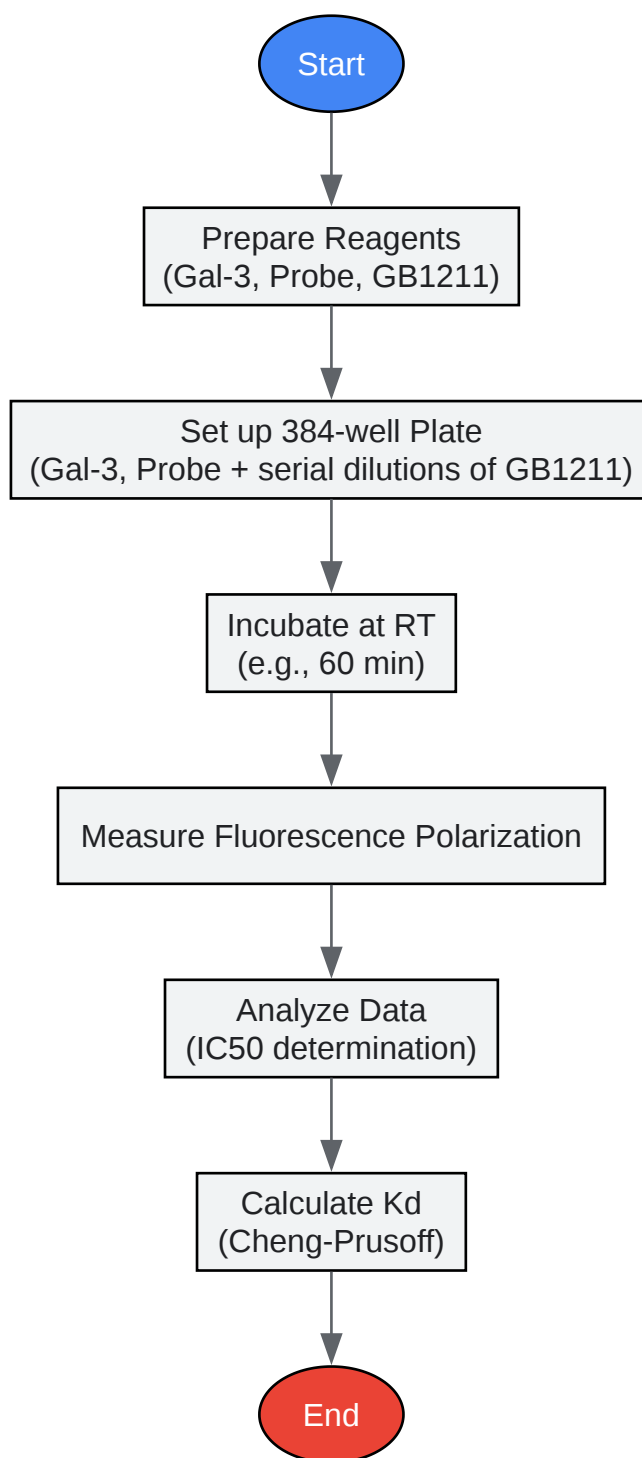 Start
Prepare Reagents
(Gal-3, Probe, GB1211)
Set up 384-well Plate
(Gal-3, Probe + serial dilutions of GB1211)
Incubate at RT
(e.g., 60 min)
Measure Fluorescence Polarization
Analyze Data
(IC50 determination)
Calculate Kd
(Cheng-Prusoff)
End